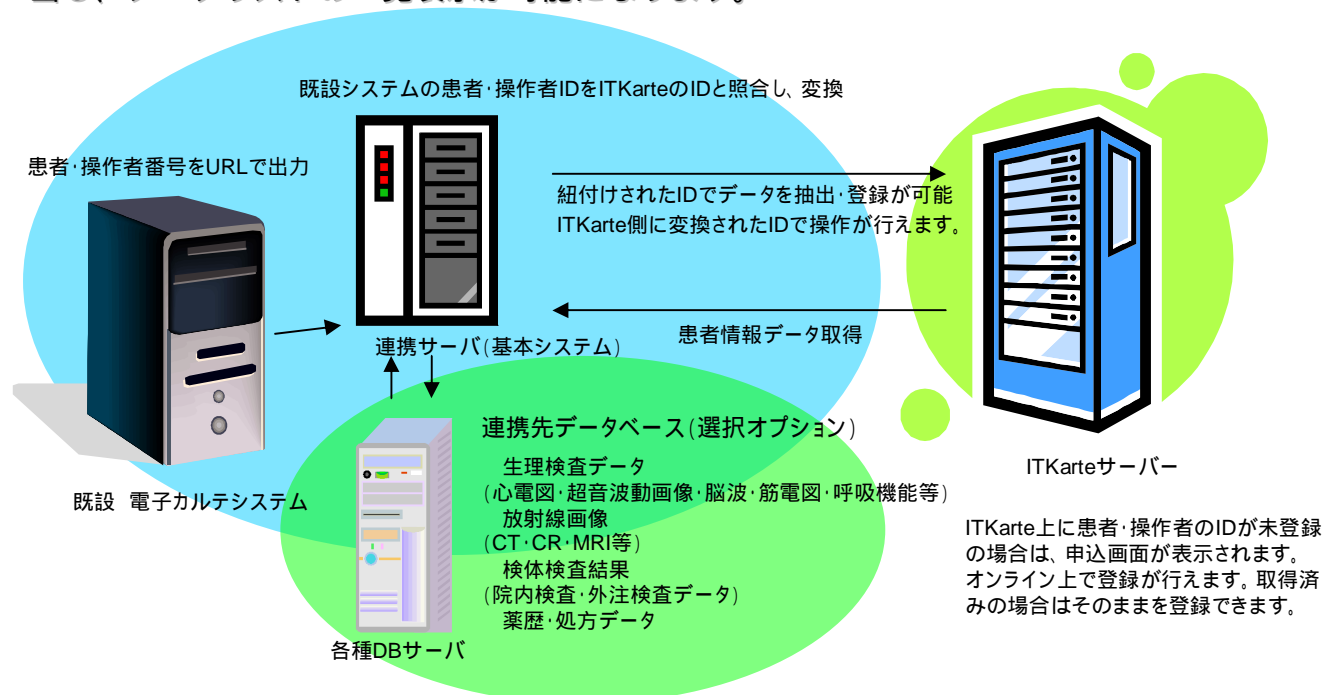 既設システムの患者・操作者IDをITKarteのIDと照合し、変換
患者・操作者番号をURLで出力
紐付けされたIDでデータを抽出・登録が可能
ITKarte側に変換されたIDで操作が行えます。
患者情報データ取得
連携サーバ(基本システム)
連携先データベース(選択オプション)
生理検査データ
(心電図・超音波動画像・脳波・筋電図・呼吸機能等)
放射線画像
(CT・CR・MRI等)
検体検査結果
(院内検査・外注検査データ)
薬歴・処方データ
既設 電子カルテシステム
各種DBサーバ
ITKarteサーバー
ITKarte上に患者・操作者のIDが未登録
の場合は、申込画面が表示されます。
オンライン上で登録が行えます。取得済
みの場合はそのままを登録できます。